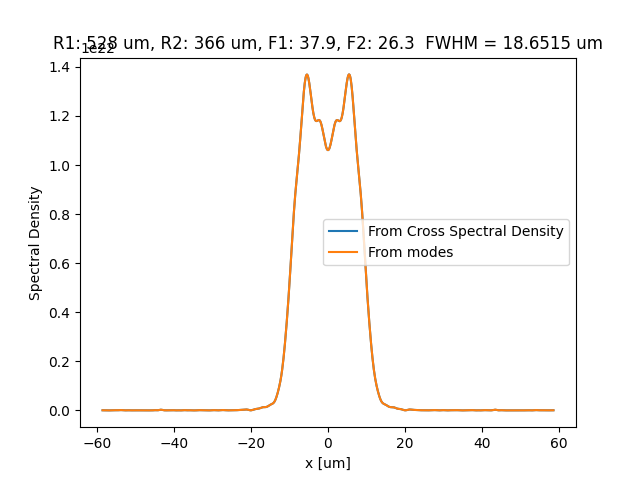 R1: 528 um, R2: 366 um, F1: 37.9, F2: 26.3  FWHM = 18.6515 um
1e22
1.4
1.2
1.0
0.8
0.6
0.4
0.2
0.0
Spectral Density
From Cross Spectral Density
From modes
−60 −40 −20 0 20 40 60
x [um]